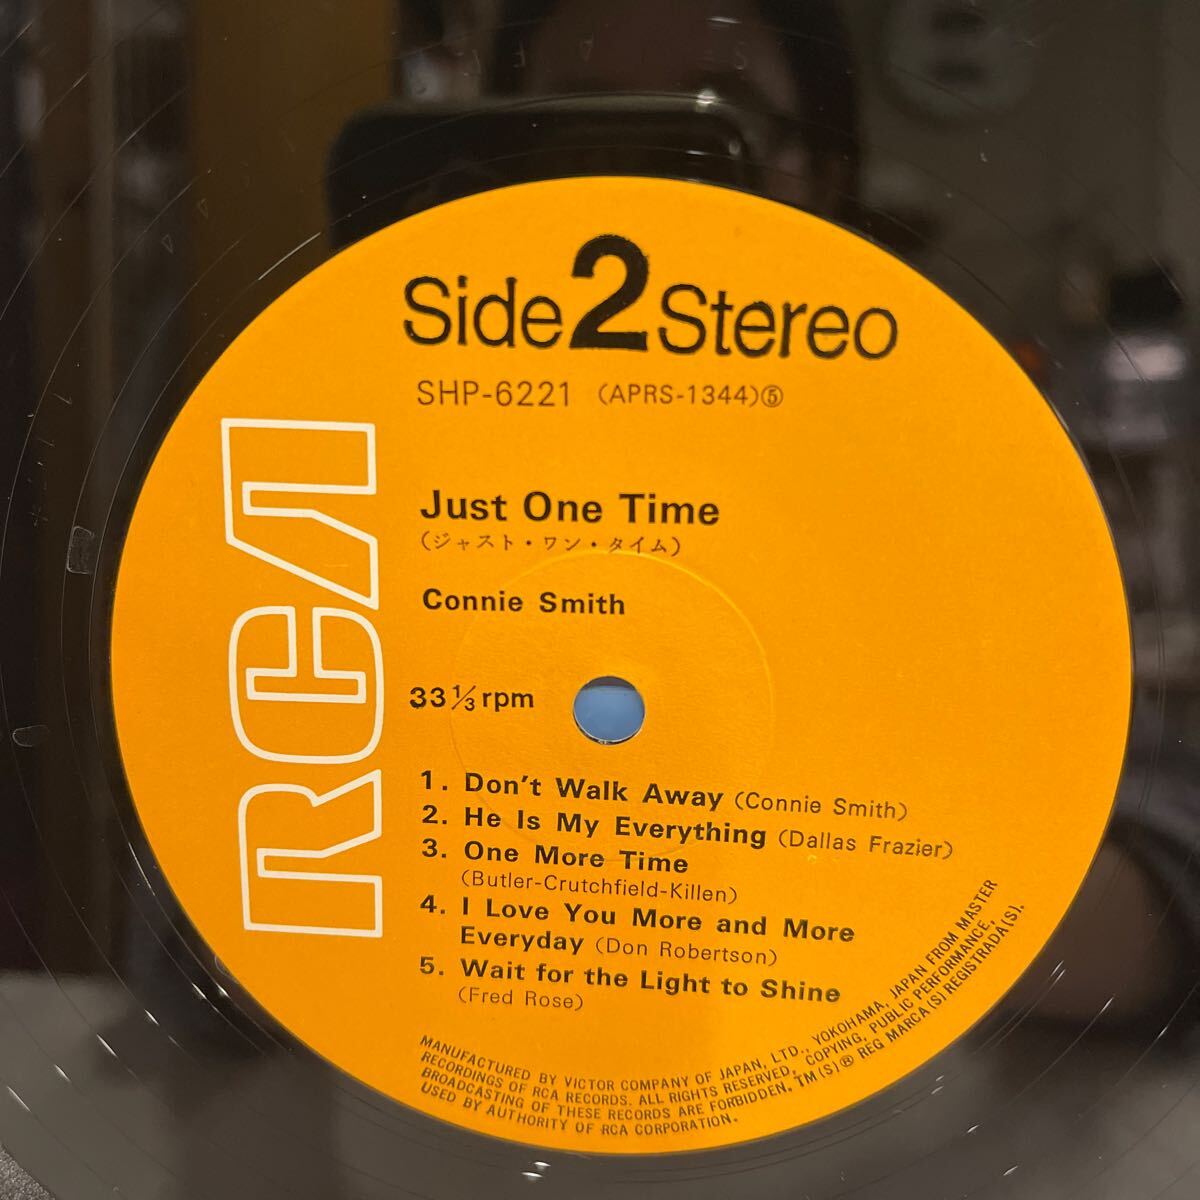 Side 2 Stereo
SHP-6221 (APRS-1344)⑤
RCA
Just One Time
(ジャスト・ワン・タイム)
Connie Smith
33 1/3 rpm
1. Don't Walk Away (Connie Smith)
2. He Is My Everything (Dallas Frazier)
3. One More Time
(Butler-Crutchfield-Killen)
4. I Love You More and More
Everyday (Don Robertson)
5. Wait for the Light to Shine
(Fred Rose)
MANUFACTURED BY VICTOR COMPANY OF JAPAN, LTD., YOKOHAMA, JAPAN FROM MASTER
RECORDINGS OF RCA RECORDS. ALL RIGHTS RESERVED, COPYING, PUBLIC PERFORMANCE,
BROADCASTING OF THESE RECORDS ARE FORBIDDEN. TM(S)® REG MARCA(S) REGISTRADA(S).
USED BY AUTHORITY OF RCA CORPORATION.